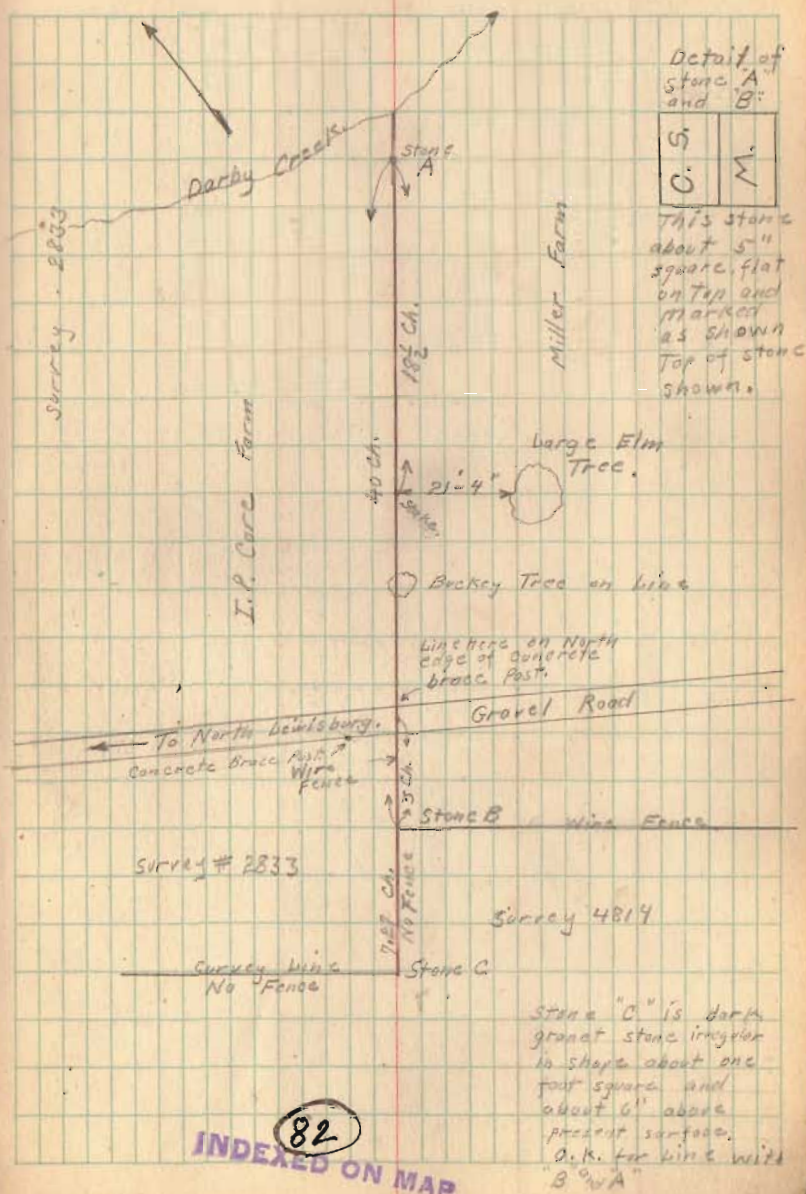 Detail of
stone "A"
and "B"
C. S.
M.
This stone
about 5"
square, flat
on Top and
marked
as shown
Top of stone
shown.
Darby Creek
Stone
A
Survey. 2833
Miller Farm
18½ Ch.
40 Ch.
I.P. Core Farm
Large Elm
Tree.
21'-4"
Stake.
Buckey Tree on Line
Line here on North
edge of Concrete
brace Post.
Gravel Road
To North Lewisburg.
Concrete Brace Post
Wire
Fence
5 Ch.
Stone B
Wire Fence
Survey # 2833
7.27 Ch.
No Fence
Survey 4814
Survey Line
No Fence
Stone C
Stone "C" is dark
granet stone irregular
in shape about one
foot square and
about 6" above
present surface.
O.K. for Line with
"B" and "A"
82
INDEXED ON MAP